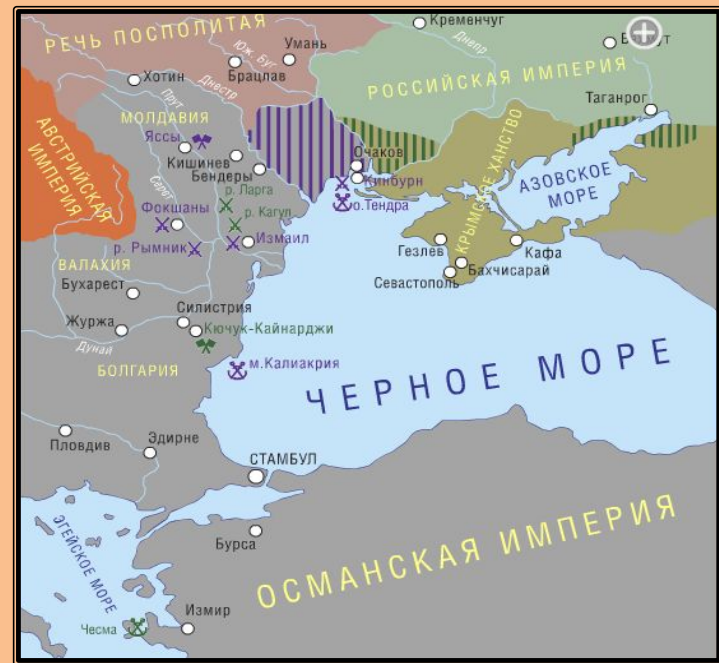 Кременчуг
РЕЧЬ ПОСПОЛИТАЯ
Умань
Юж. Буг
Днепр
Брацлав
Хотин
Днестр
РОССИЙСКАЯ ИМПЕРИЯ
Прут
МОЛДАВИЯ
Таганрог
АВСТРИЙСКАЯ
ИМПЕРИЯ
Яссы
Кишинев
Бендеры
Очаков
Кинбурн
о.Тендра
КРЫМСКОЕ ХАНСТВО
АЗОВСКОЕ
МОРЕ
Серет
р. Ларга
р. Кагул
Фокшаны
р. Рымник
Измаил
Гезлев
Кафа
Бахчисарай
Севастополь
ВАЛАХИЯ
Бухарест
Силистрия
Журжа
Кючук-Кайнарджи
Дунай
БОЛГАРИЯ
м.Калиакрия
ЧЕРНОЕ МОРЕ
Пловдив
Эдирне
СТАМБУЛ
Бурса
ОСМАНСКАЯ ИМПЕРИЯ
ЭГЕЙСКОЕ МОРЕ
Чесма
Измир